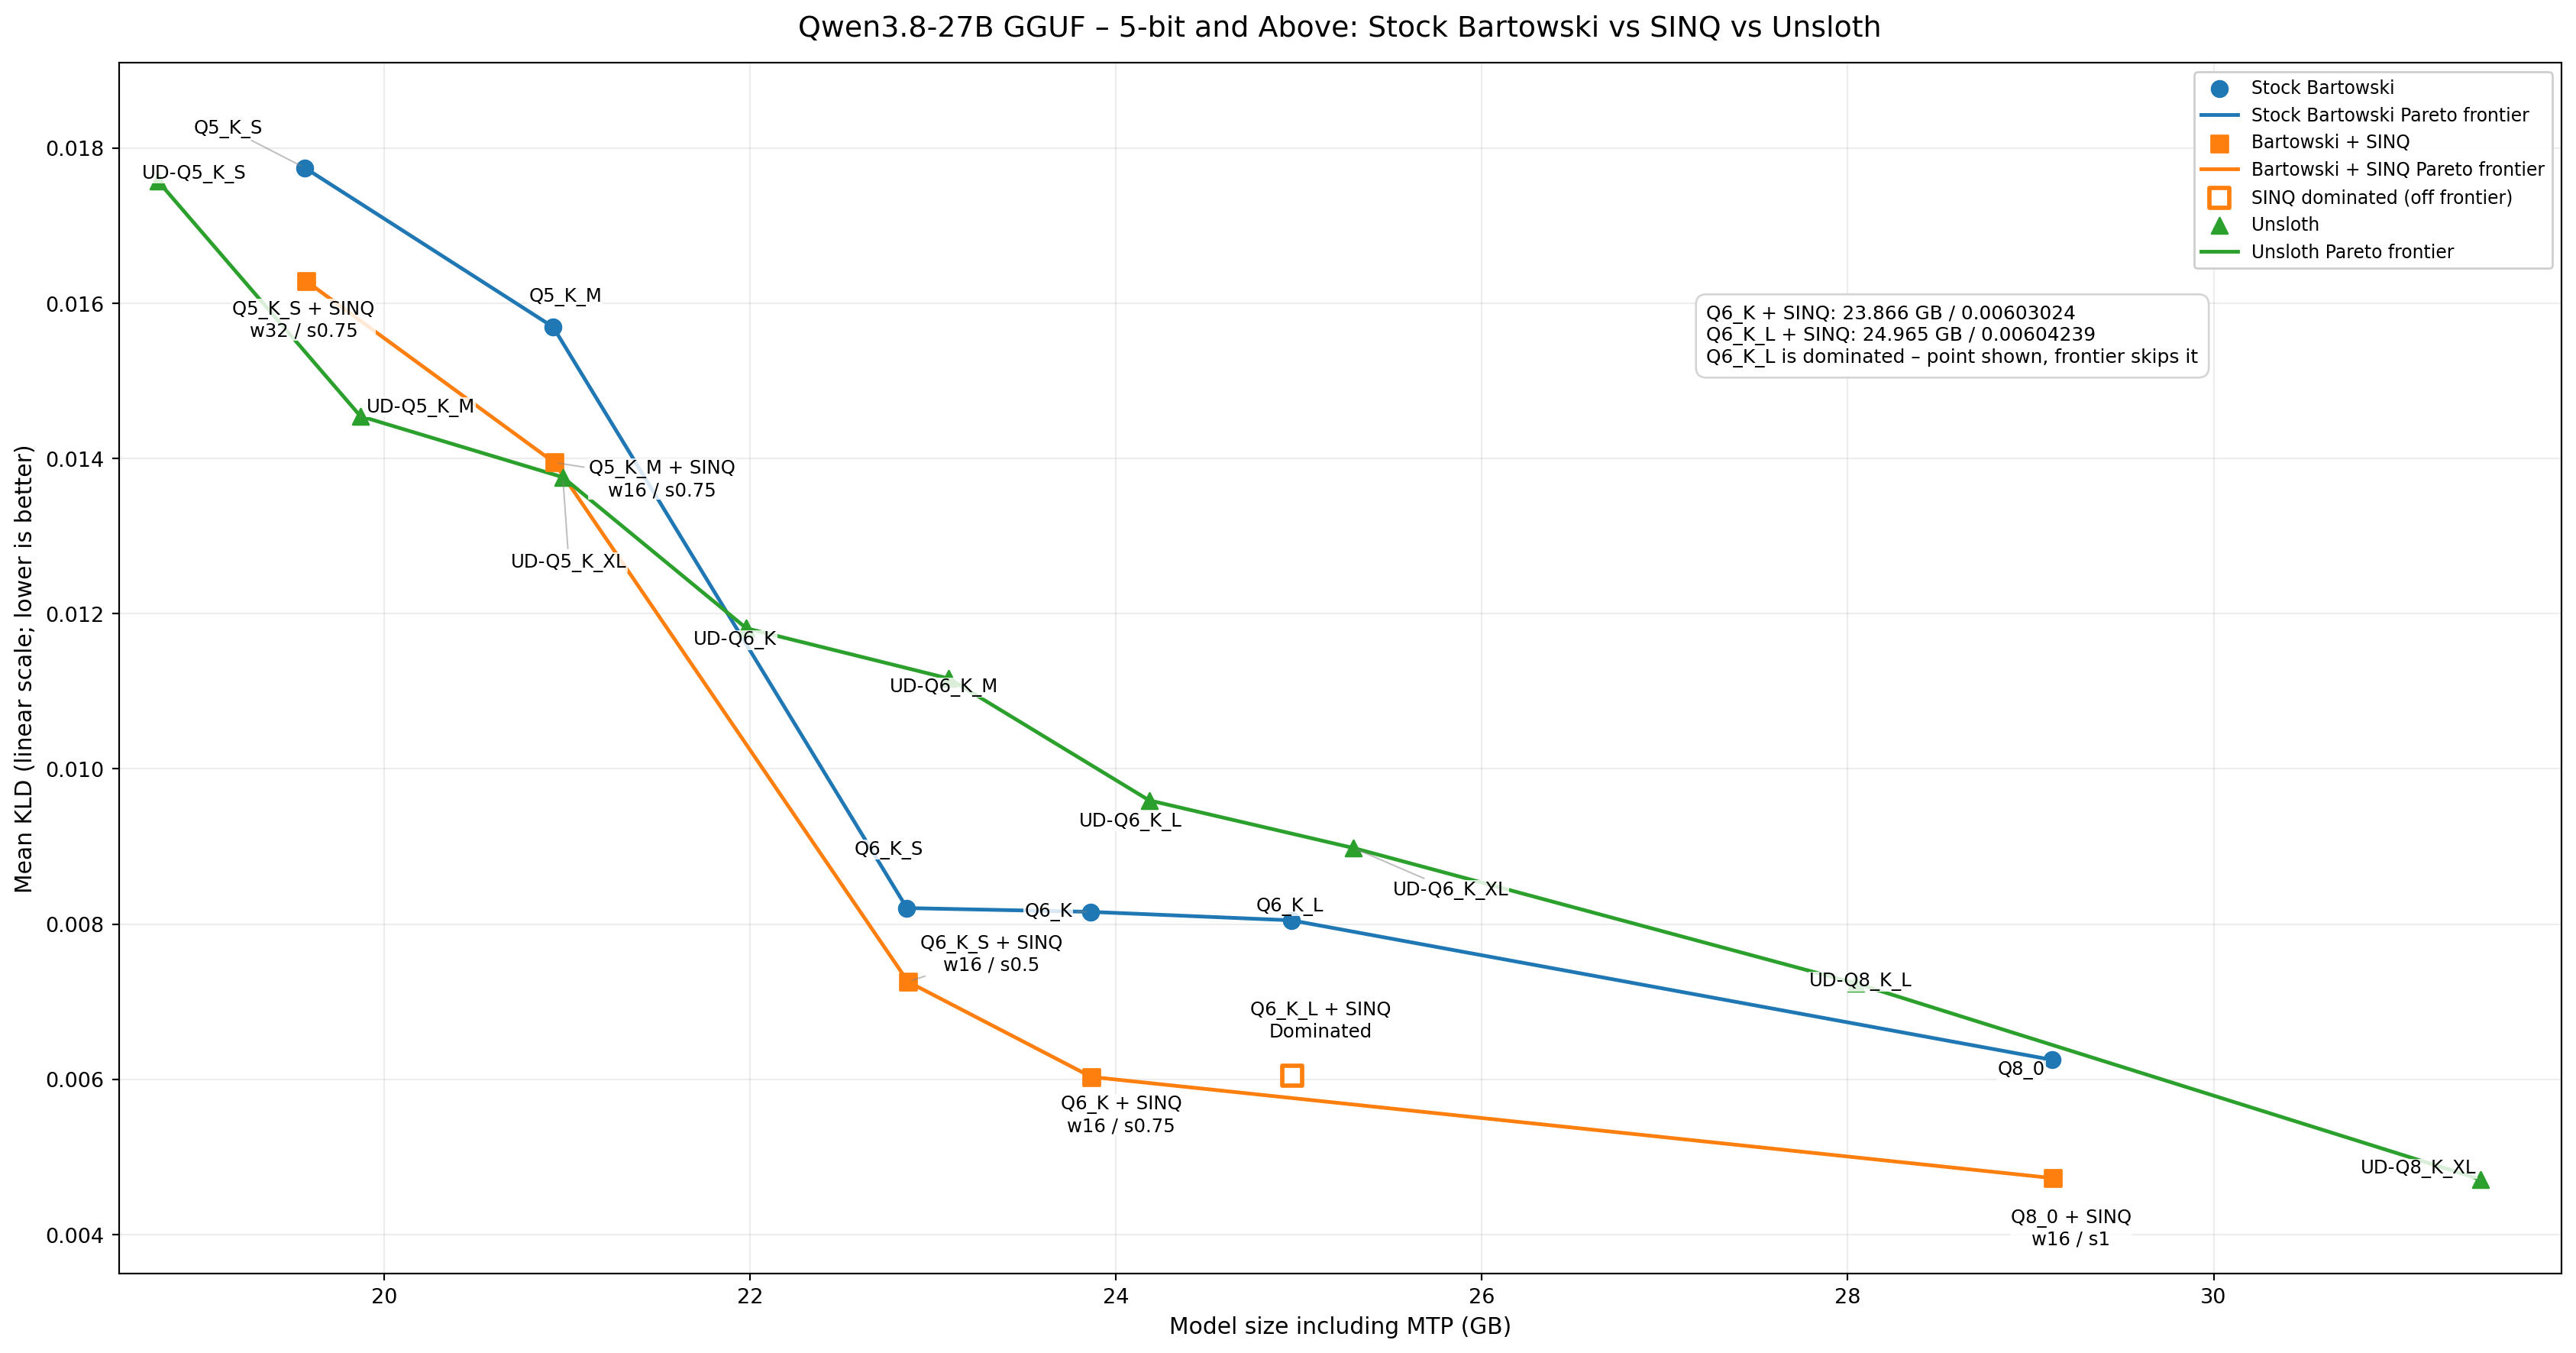 Qwen3.8-27B GGUF – 5-bit and Above: Stock Bartowski vs SINQ vs Unsloth
Stock Bartowski
Stock Bartowski Pareto frontier
Bartowski + SINQ
Bartowski + SINQ Pareto frontier
SINQ dominated (off frontier)
Unsloth
Unsloth Pareto frontier
Q6_K + SINQ: 23.866 GB / 0.00603024
Q6_K_L + SINQ: 24.965 GB / 0.00604239
Q6_K_L is dominated – point shown, frontier skips it
Mean KLD (linear scale; lower is better)
0.018
0.016
0.014
0.012
0.010
0.008
0.006
0.004
Q5_K_S
UD-Q5_K_S
Q5_K_S + SINQ
w32 / s0.75
Q5_K_M
UD-Q5_K_M
Q5_K_M + SINQ
w16 / s0.75
UD-Q5_K_XL
UD-Q6_K
UD-Q6_K_M
UD-Q6_K_L
Q6_K_S
UD-Q6_K_XL
Q6_K
Q6_K_L
Q6_K_S + SINQ
w16 / s0.5
UD-Q8_K_L
Q6_K_L + SINQ
Dominated
Q8_0
Q6_K + SINQ
w16 / s0.75
UD-Q8_K_XL
Q8_0 + SINQ
w16 / s1
20
22
24
26
28
30
Model size including MTP (GB)